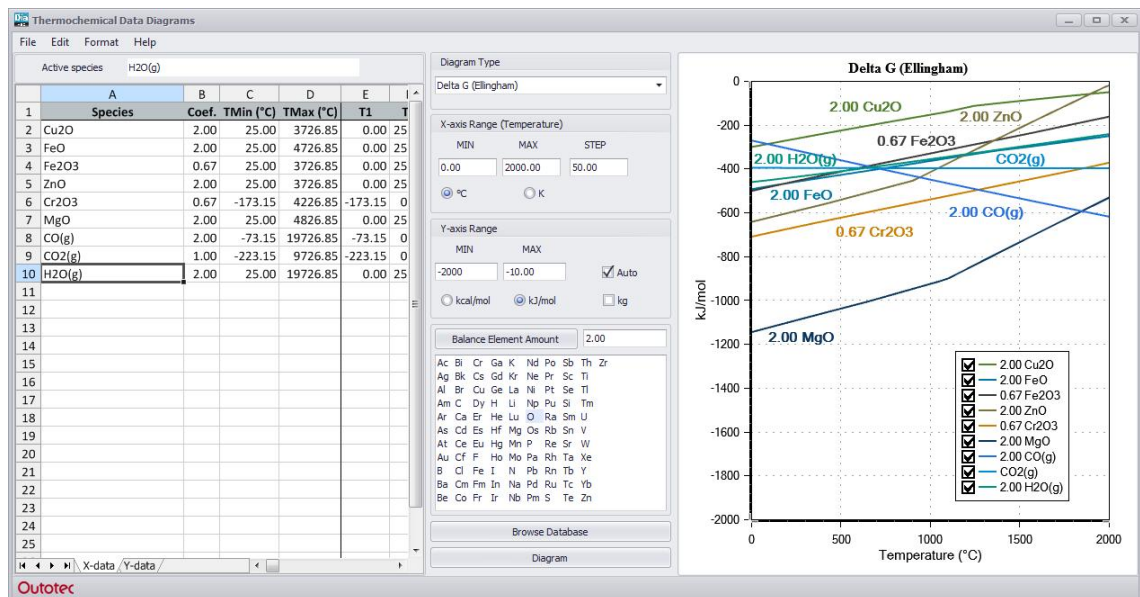 Thermochemical Data Diagrams
File Edit Format Help
Active species H2O(g)
A B C D E
1 Species Coef. TMin (°C) TMax (°C) T1 T
2 Cu2O 2.00 25.00 3726.85 0.00 25
3 FeO 2.00 25.00 4726.85 0.00 25
4 Fe2O3 0.67 25.00 3726.85 0.00 25
5 ZnO 2.00 25.00 3726.85 0.00 25
6 Cr2O3 0.67 -173.15 4226.85 -173.15 0
7 MgO 2.00 25.00 4826.85 0.00 25
8 CO(g) 2.00 -73.15 19726.85 -73.15 0
9 CO2(g) 1.00 -223.15 9726.85 -223.15 0
10 H2O(g) 2.00 25.00 19726.85 0.00 25
11
12
13
14
15
16
17
18
19
20
21
22
23
24
25
X-data Y-data
Outotec
Diagram Type
Delta G (Ellingham)
X-axis Range (Temperature)
MIN MAX STEP
0.00 2000.00 50.00
°C K
Y-axis Range
MIN MAX
-2000 -10.00 Auto
kcal/mol kJ/mol kg
Balance Element Amount 2.00
Ac Bi Cr Ga K Nd Po Sb Th Zr
Ag Bk Cs Gd Kr Ne Pr Sc Ti
Al Br Cu Ge La Ni Pt Se Tl
Am C Dy H Li Np Pu Si Tm
Ar Ca Er He Lu O Ra Sm U
As Cd Es Hf Mg Os Rb Sn V
At Ce Eu Hg Mn P Re Sr W
Au Cf F Ho Mo Pa Rh Ta Xe
B Cl Fe I N Pb Rn Tb Y
Ba Cm Fm In Na Pd Ru Tc Yb
Be Co Fr Ir Nb Pm S Te Zn
Browse Database
Diagram
Delta G (Ellingham)
0
-200
-400
-600
-800
-1000
-1200
-1400
-1600
-1800
-2000
kJ/mol
2.00 Cu2O
2.00 ZnO
0.67 Fe2O3
2.00 H2O(g)
CO2(g)
2.00 FeO
2.00 CO(g)
0.67 Cr2O3
2.00 MgO
2.00 Cu2O
2.00 FeO
0.67 Fe2O3
2.00 ZnO
0.67 Cr2O3
2.00 MgO
2.00 CO(g)
CO2(g)
2.00 H2O(g)
0 500 1000 1500 2000
Temperature (°C)